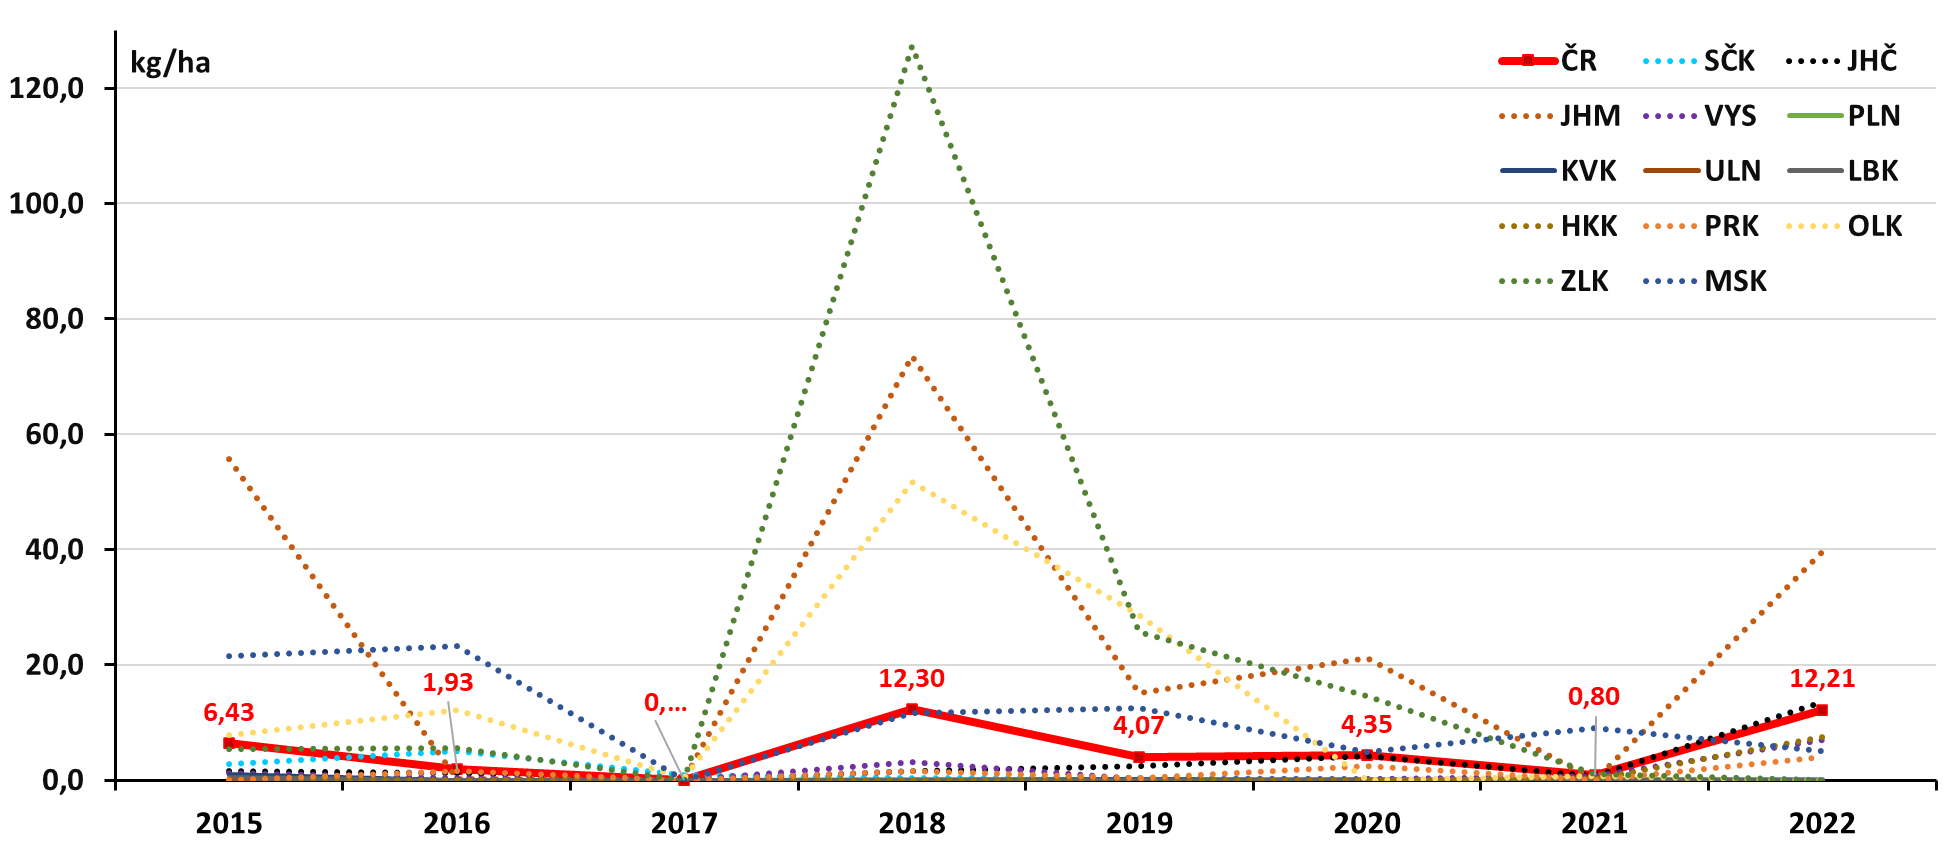 kg/ha
ČR SČK JHČ
JHM VYS PLN
KVK ULN LBK
HKK PRK OLK
ZLK MSK
120,0
100,0
80,0
60,0
40,0
20,0
0,0
6,43
1,93
0,...
12,30
4,07
4,35
0,80
12,21
2015 2016 2017 2018 2019 2020 2021 2022